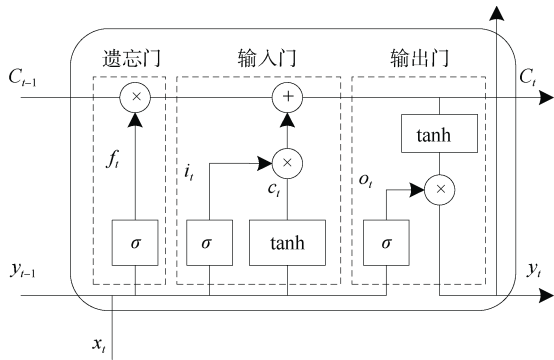 遗忘门 输入门 输出门
C_{t-1} × + C_t
tanh
f_t i_t × c_t o_t ×
σ σ tanh σ
y_{t-1} y_t
x_t